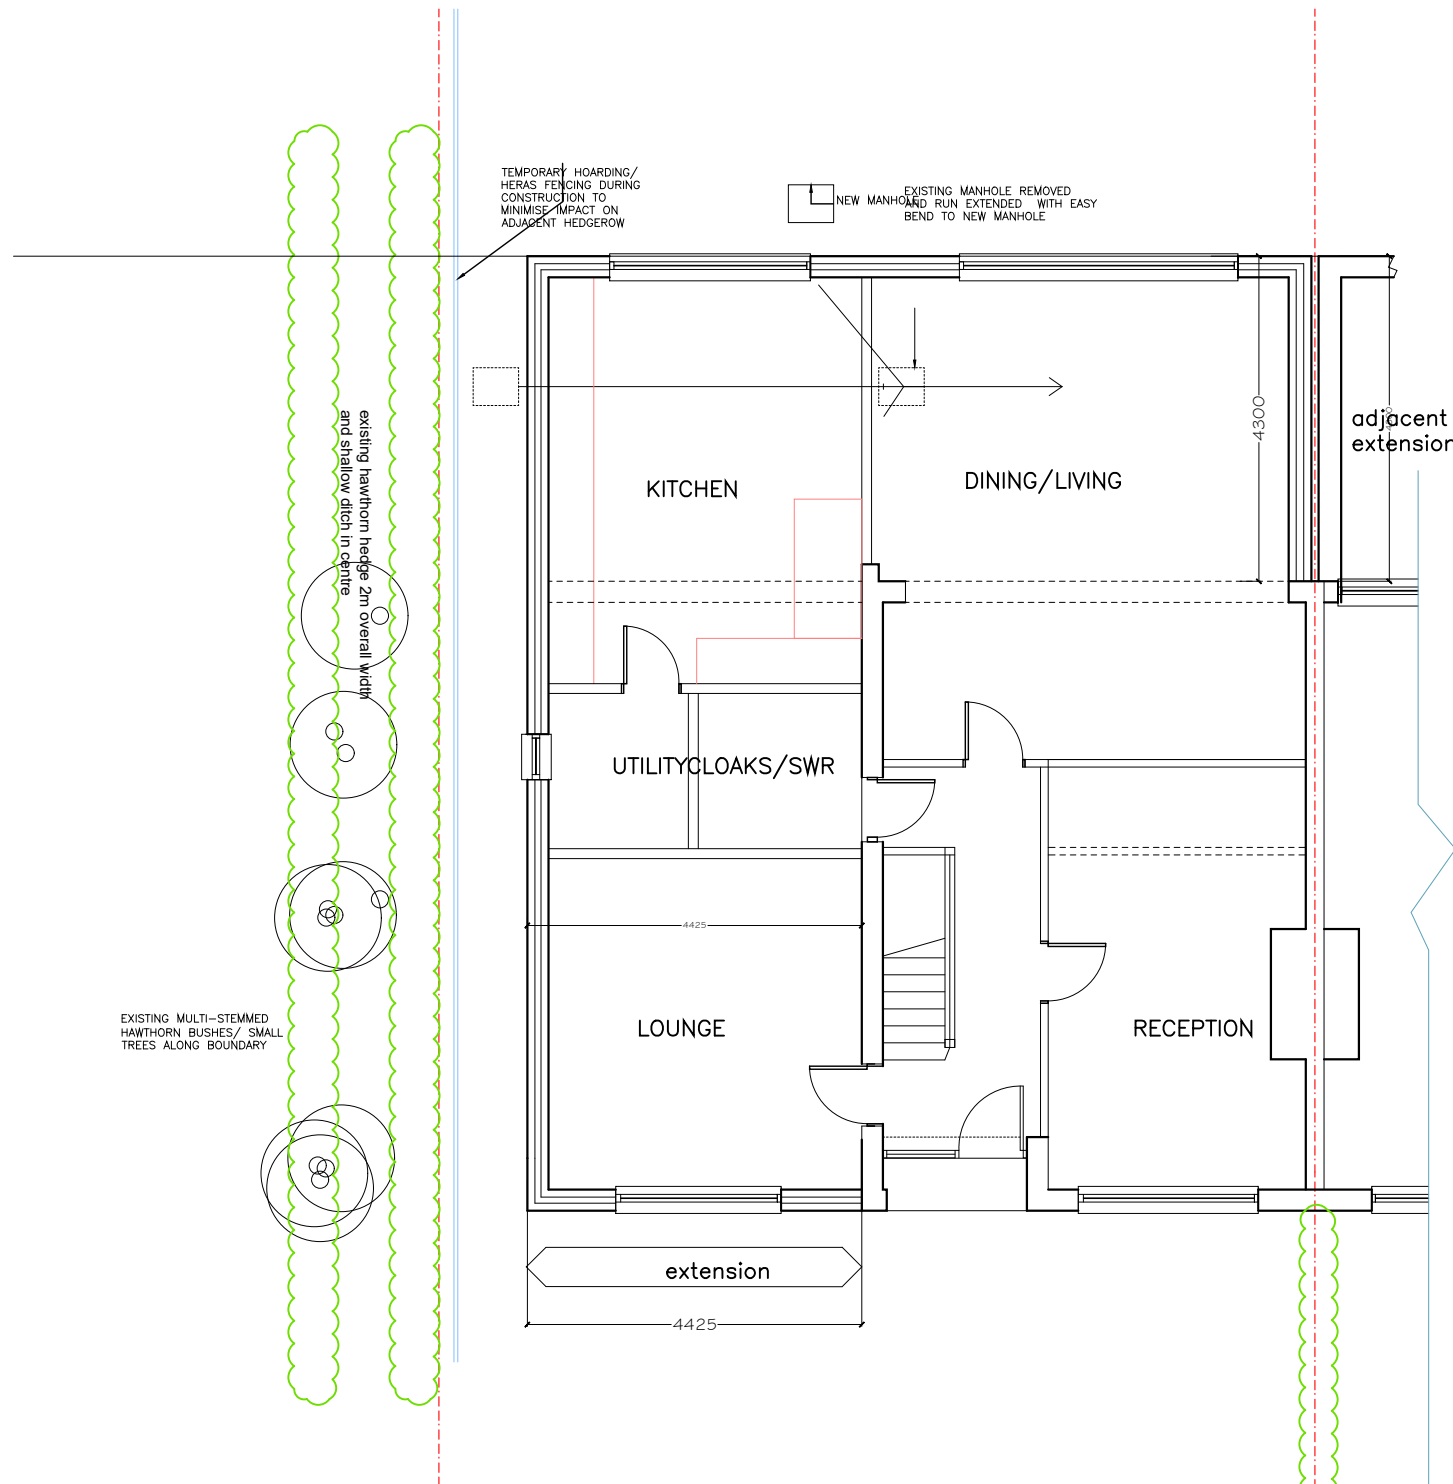 TEMPORARY HOARDING/
HERAS FENCING DURING
CONSTRUCTION TO
MINIMISE IMPACT ON
ADJACENT HEDGEROW
NEW MANHOLE
EXISTING MANHOLE REMOVED
AND RUN EXTENDED WITH EASY
BEND TO NEW MANHOLE
existing hawthorn hedge 2m overall width
and shallow ditch in centre
4300
adjacent
extension
KITCHEN
DINING/LIVING
UTILITY
CLOAKS/SWR
4425
EXISTING MULTI-STEMMED
HAWTHORN BUSHES/ SMALL
TREES ALONG BOUNDARY
LOUNGE
RECEPTION
extension
4425